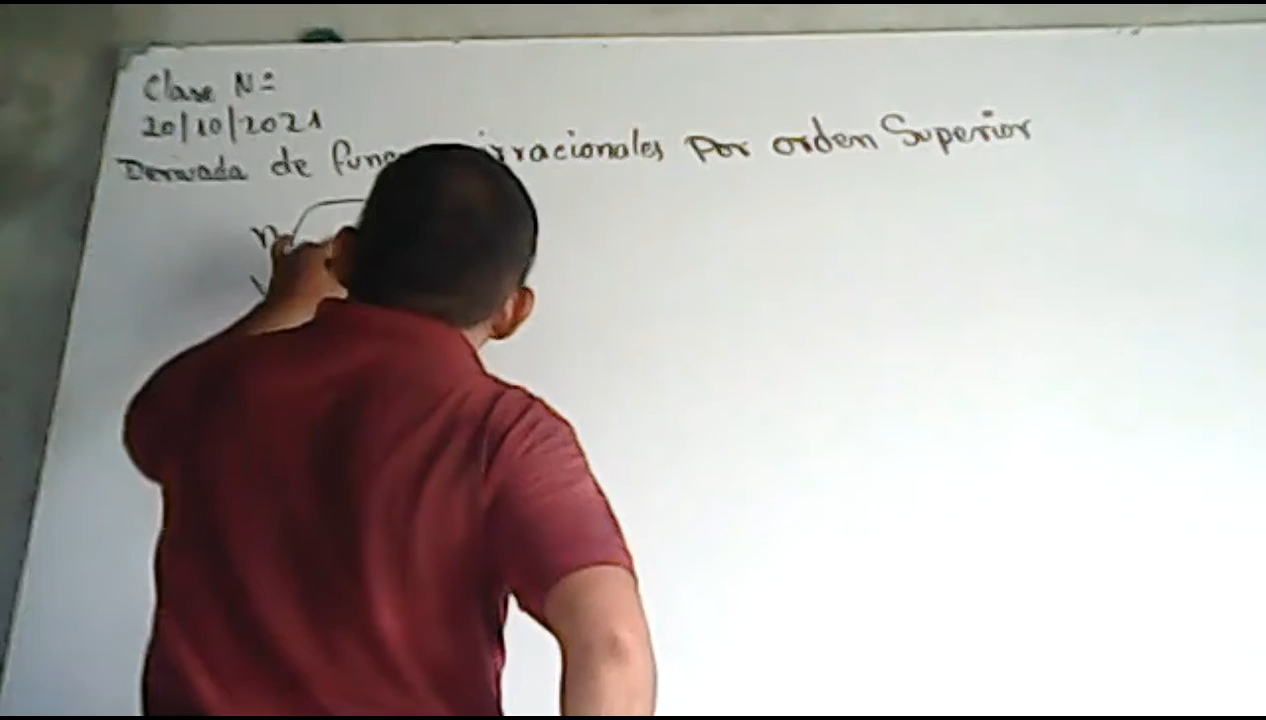 Clase N°
20/10/2021
Derivada de irracionales por orden Superior
n